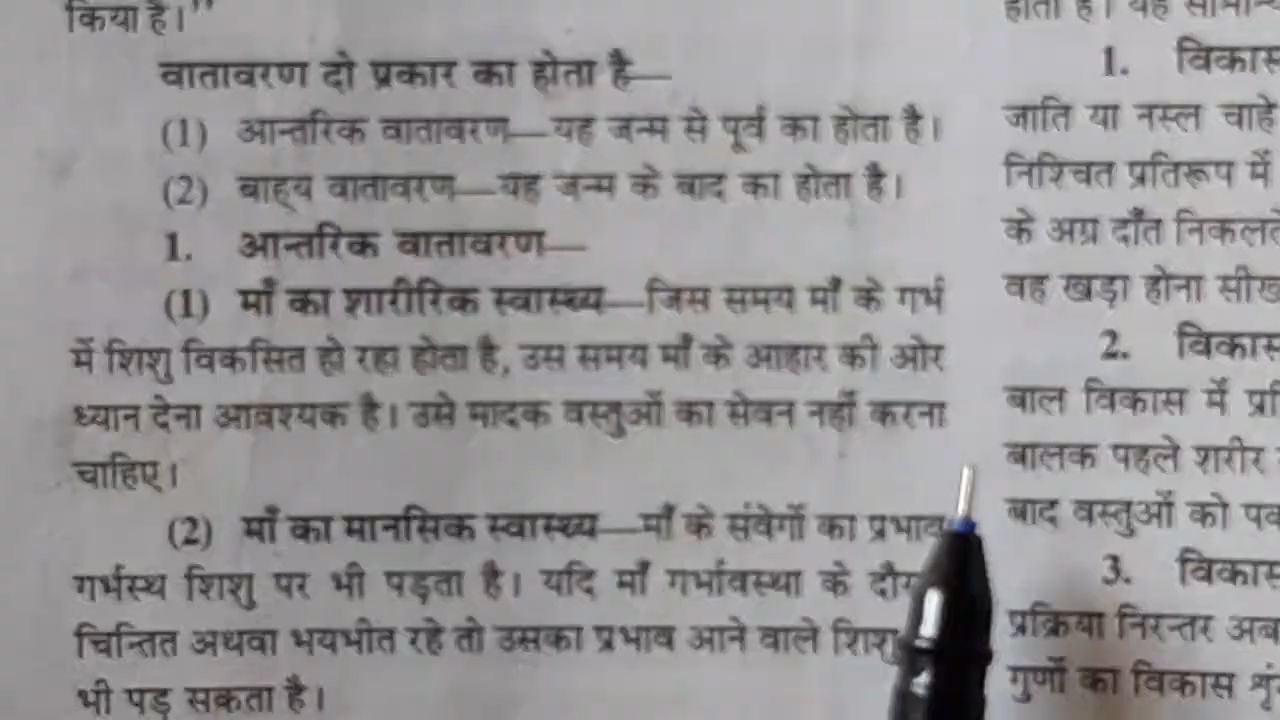 किया है।"
वातावरण दो प्रकार का होता है—
(1) आन्तरिक वातावरण—यह जन्म से पूर्व का होता है।
(2) बाह्य वातावरण—यह जन्म के बाद का होता है।
1. आन्तरिक वातावरण—
(1) माँ का शारीरिक स्वास्थ्य—जिस समय माँ के गर्भ
में शिशु विकसित हो रहा होता है, उस समय माँ के आहार की ओर
ध्यान देना आवश्यक है। उसे मादक वस्तुओं का सेवन नहीं करना
चाहिए।
(2) माँ का मानसिक स्वास्थ्य—माँ के संवेगों का प्रभाव
गर्भस्थ शिशु पर भी पड़ता है। यदि माँ गर्भावस्था के
चिन्तित अथवा भयभीत रहे तो उसका प्रभाव आने वाले शिशु
भी पड़ सकता है।
होता है। यह
1. विकास
जाति या नस्ल चाहे
निश्चित प्रतिरूप में
के अग्र दाँत निकलते
वह खड़ा होना सीख
2. विकास
बाल विकास में
बालक पहले शरीर
बाद वस्तुओं को
3. विकास
प्रक्रिया निरन्तर
गुणों का विकास